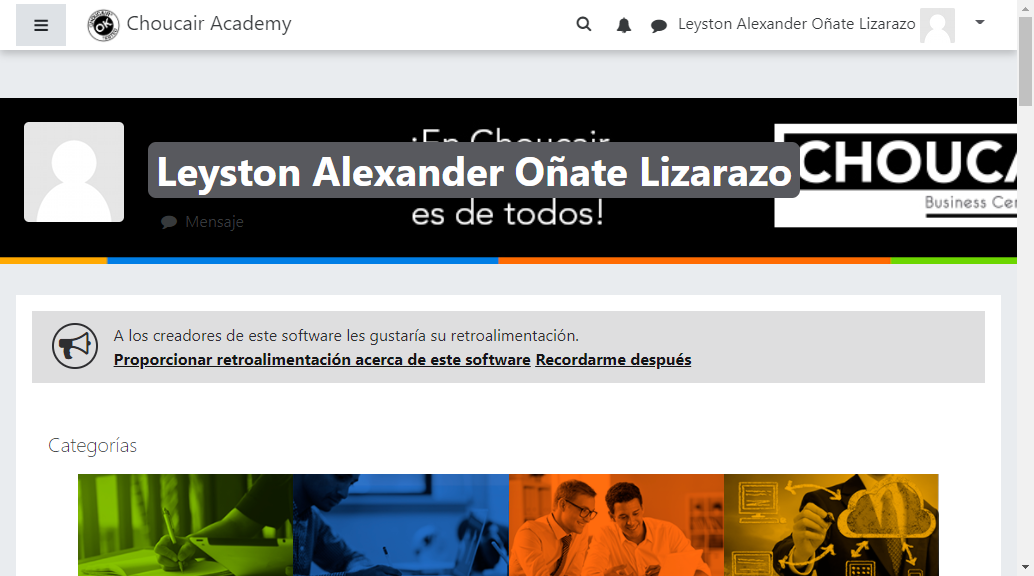 Choucair Academy
Leyston Alexander Oñate Lizarazo
¡En Choucair
Leyston Alexander Oñate Lizarazo
es de todos!
Mensaje
CHOUCA
Business Cen
A los creadores de este software les gustaría su retroalimentación.
Proporcionar retroalimentación acerca de este software Recordarme después
Categorías